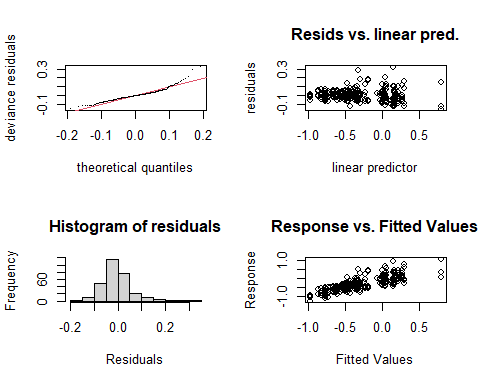 deviance residuals
0.3
-0.1
-0.2 -0.1 0.0 0.1 0.2
theoretical quantiles
Resids vs. linear pred.
residuals
0.3
-0.1
-1.0 -0.5 0.0 0.5
linear predictor
Histogram of residuals
Frequency
60
0
-0.2 0.0 0.2
Residuals
Response vs. Fitted Values
Response
1.0
-1.0
-1.0 -0.5 0.0 0.5
Fitted Values